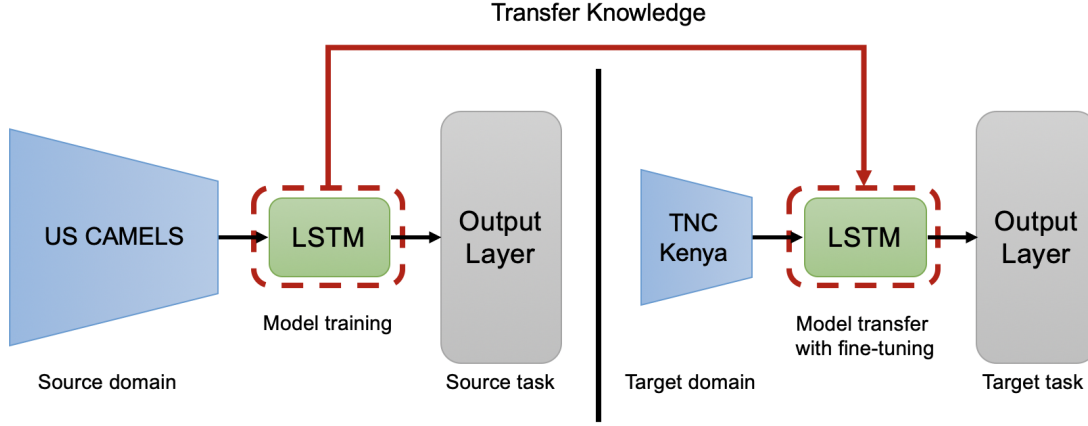 Transfer Knowledge
US CAMELS
LSTM
Output
Layer
Model training
Source domain
Source task
TNC
Kenya
LSTM
Output
Layer
Model transfer
with fine-tuning
Target domain
Target task